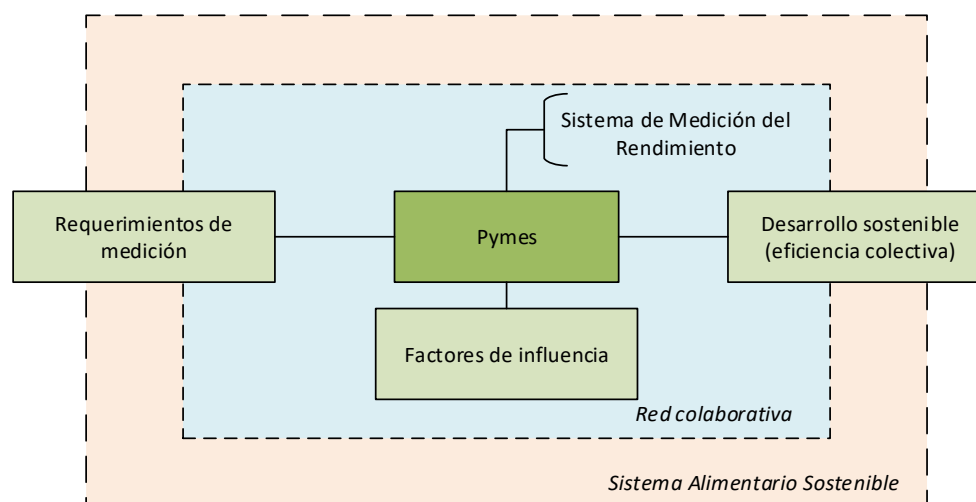 Sistema de Medición del
Rendimiento
Requerimientos de
medición
Pymes
Desarrollo sostenible
(eficiencia colectiva)
Factores de influencia
Red colaborativa
Sistema Alimentario Sostenible